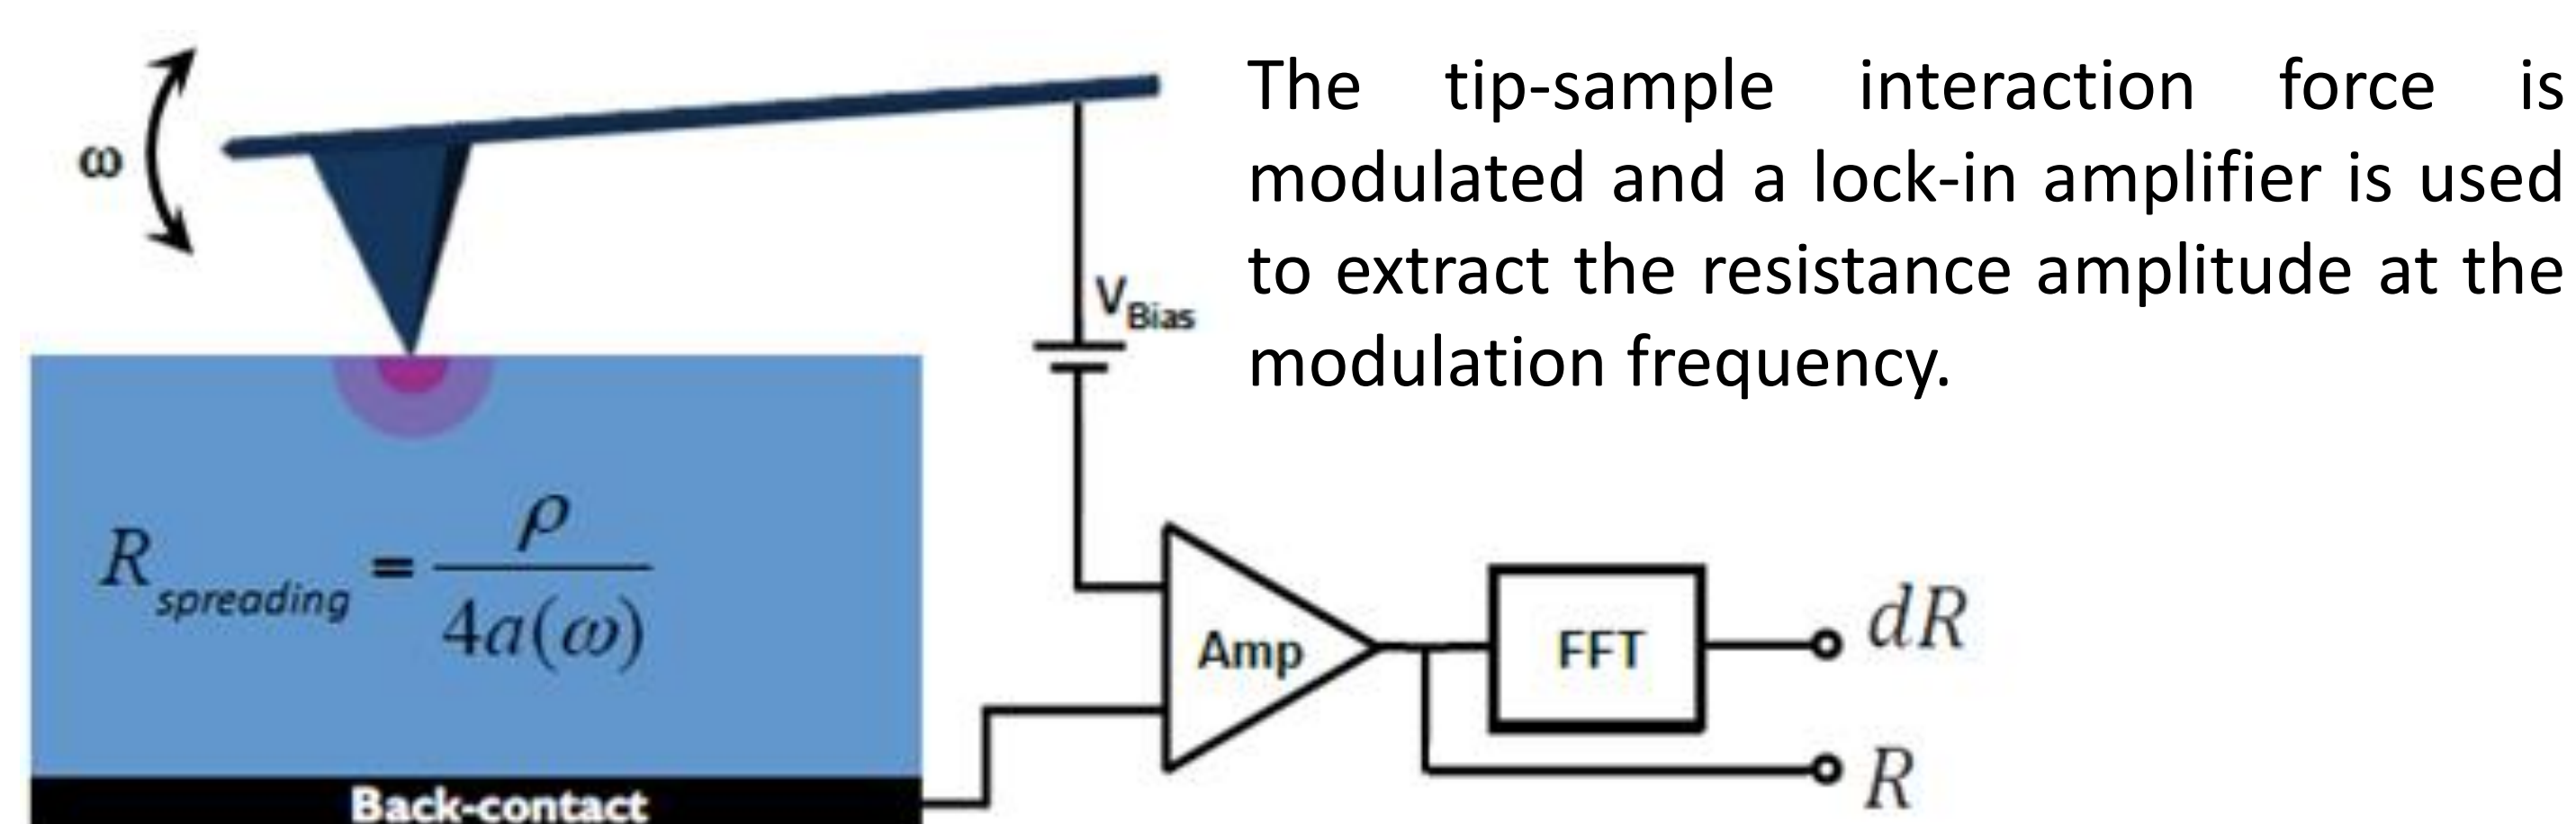 The tip-sample interaction force is
modulated and a lock-in amplifier is used
to extract the resistance amplitude at the
modulation frequency.
ω
V_Bias
R_spreading = ρ / 4a(ω)
Amp
FFT
dR
R
Back-contact